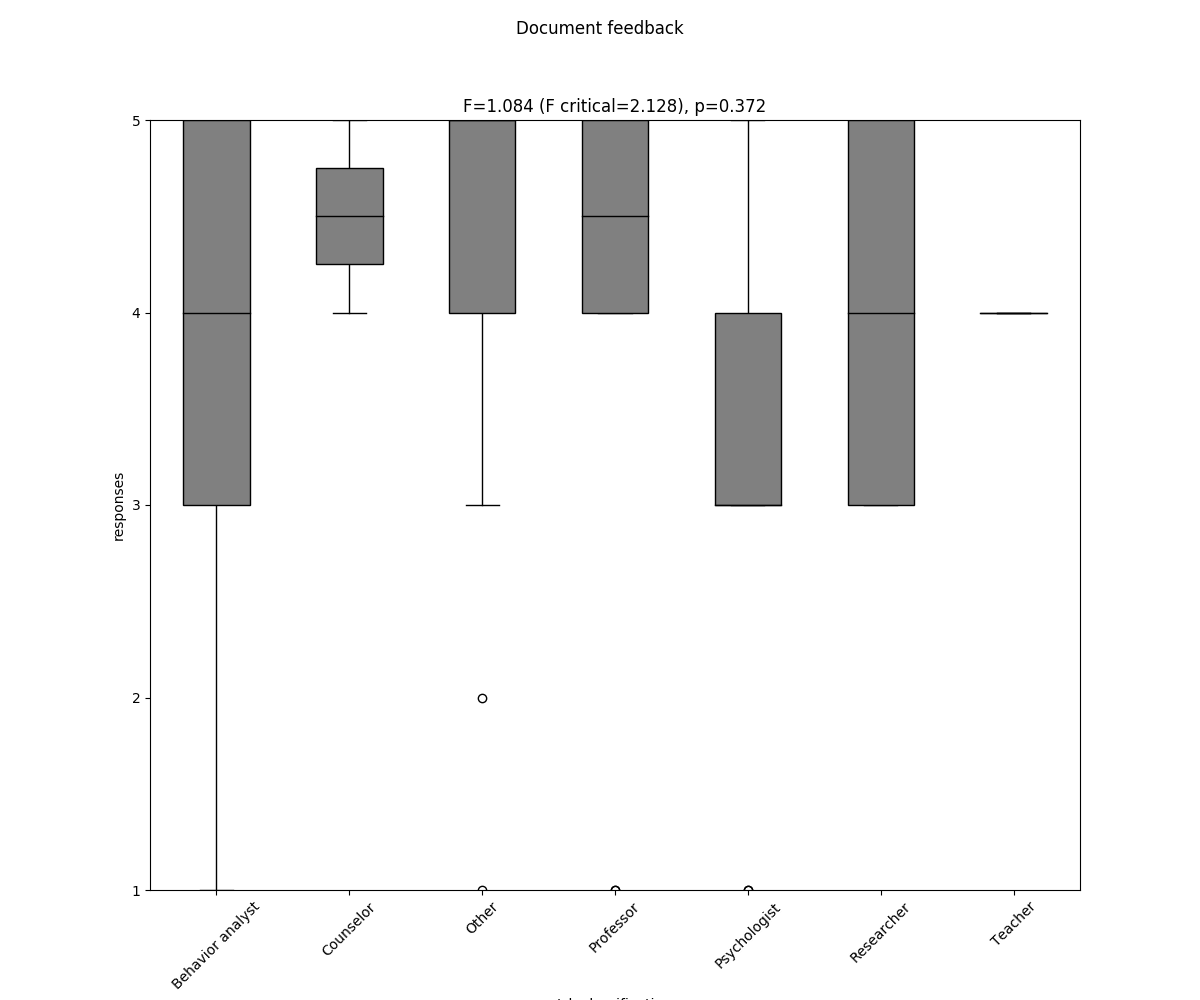 Document feedback
F=1.084 (F critical=2.128), p=0.372
5
4
3
2
1
responses
Behavior analyst
Counselor
Other
Professor
Psychologist
Researcher
Teacher